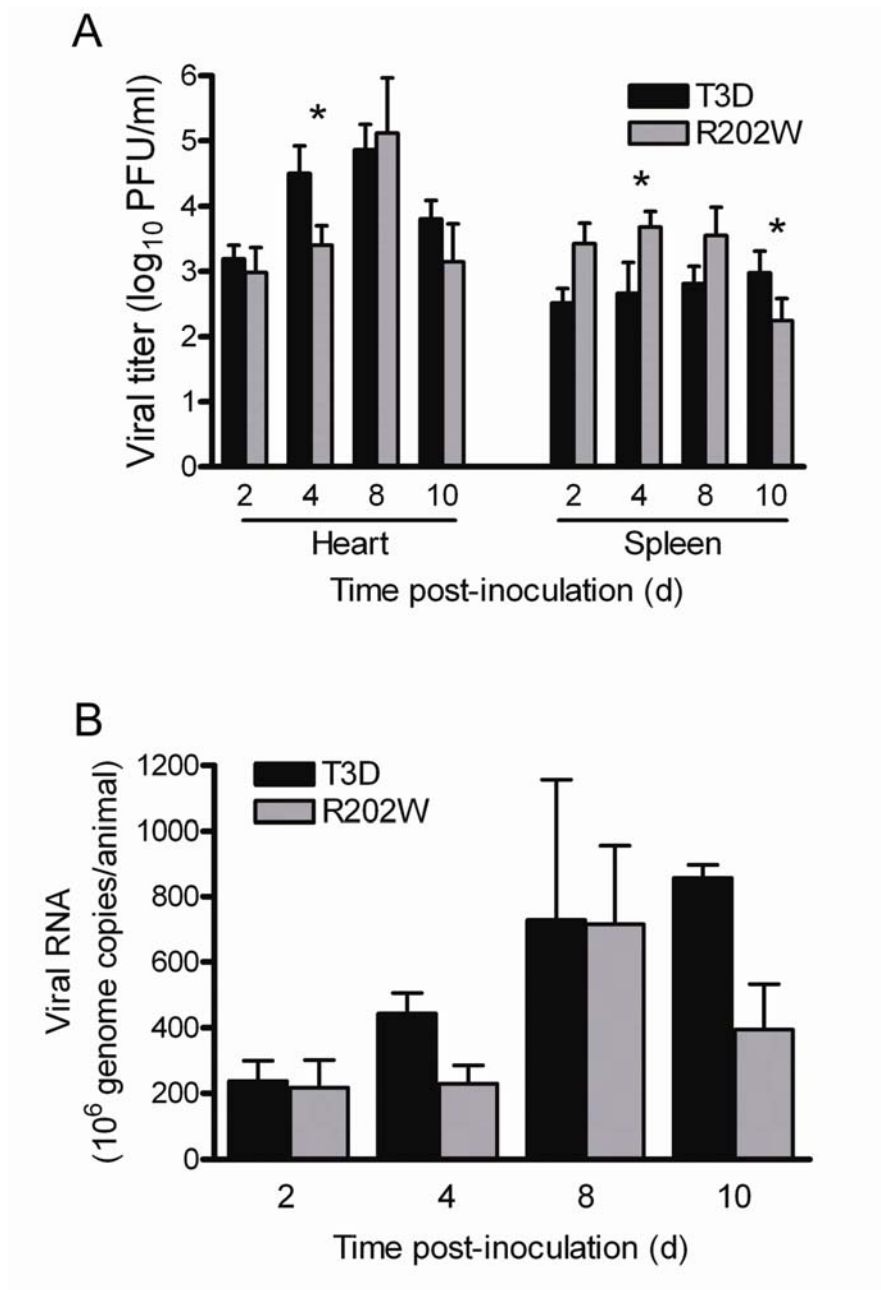 A
Viral titer (log10 PFU/ml)
6
5
4
3
2
1
0
T3D
R202W
*
*
*
2 4 8 10 2 4 8 10
Heart Spleen
Time post-inoculation (d)
B
Viral RNA
(10^6 genome copies/animal)
1200
1000
800
600
400
200
0
T3D
R202W
2 4 8 10
Time post-inoculation (d)